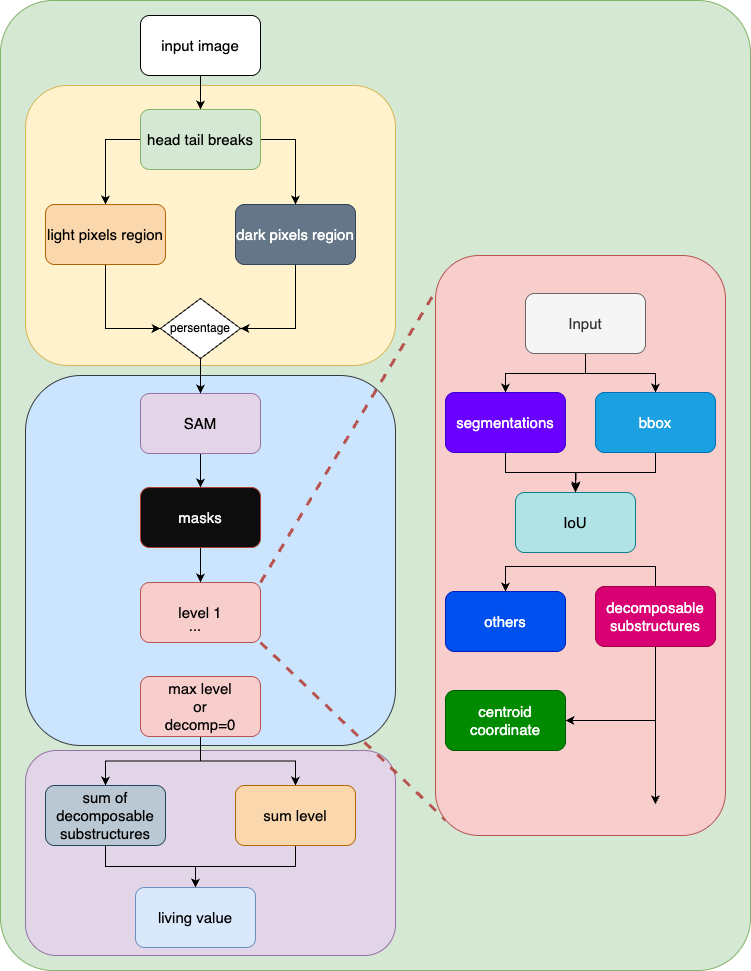 input image
head tail breaks
light pixels region
dark pixels region
persentage
SAM
masks
level 1
...
max level
or
decomp=0
sum of
decomposable
substructures
sum level
living value
Input
segmentations
bbox
IoU
others
decomposable
substructures
centroid
coordinate